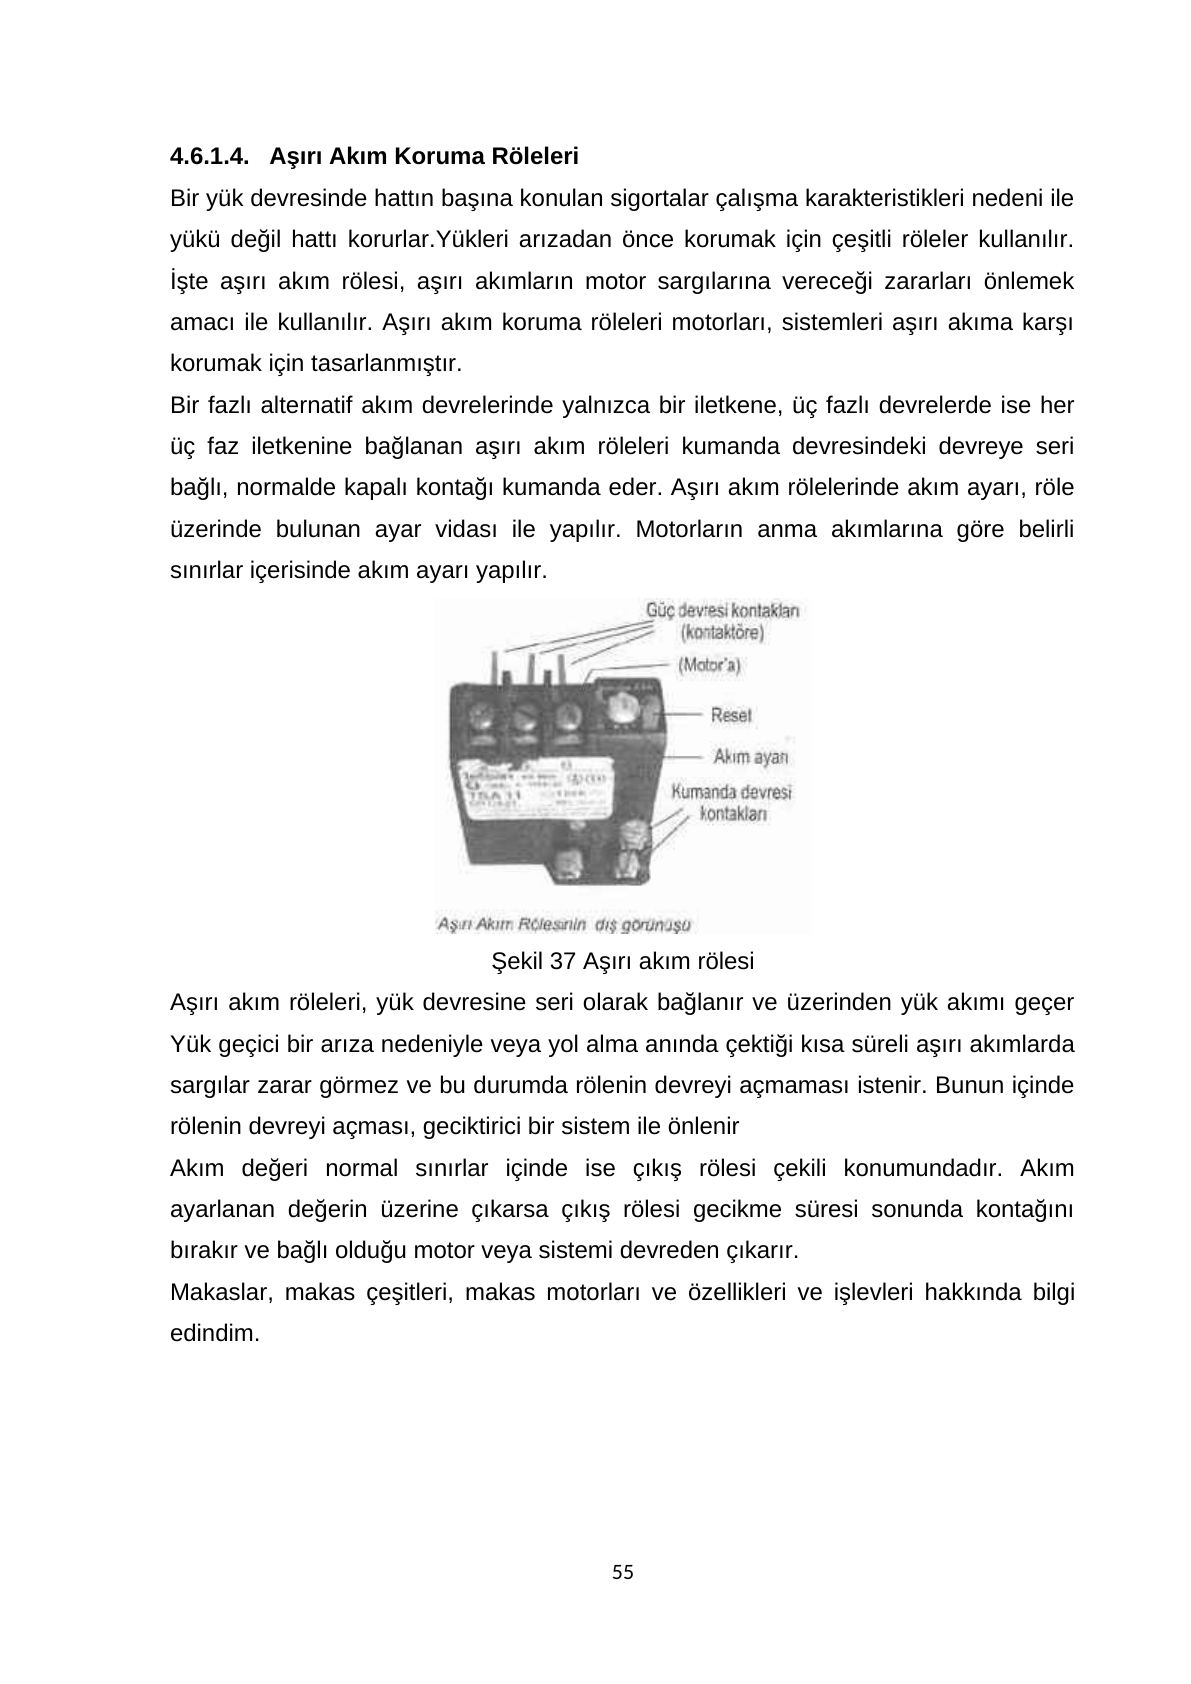 4.6.1.4. Aşırı Akım Koruma Röleleri
Bir yük devresinde hattın başına konulan sigortalar çalışma karakteristikleri nedeni ile
yükü değil hattı korurlar.Yükleri arızadan önce korumak için çeşitli röleler kullanılır.
İşte aşırı akım rölesi, aşırı akımların motor sargılarına vereceği zararları önlemek
amacı ile kullanılır. Aşırı akım koruma röleleri motorları, sistemleri aşırı akıma karşı
korumak için tasarlanmıştır.
Bir fazlı alternatif akım devrelerinde yalnızca bir iletkene, üç fazlı devrelerde ise her
üç faz iletkenine bağlanan aşırı akım röleleri kumanda devresindeki devreye seri
bağlı, normalde kapalı kontağı kumanda eder. Aşırı akım rölelerinde akım ayarı, röle
üzerinde bulunan ayar vidası ile yapılır. Motorların anma akımlarına göre belirli
sınırlar içerisinde akım ayarı yapılır.
Güç devresi kontakları
(kontaktöre)
(Motor'a)
Reset
Akım ayarı
Kumanda devresi
kontakları
TSA 11
Aşırı Akım Rölesinin dış görünüşü
Şekil 37 Aşırı akım rölesi
Aşırı akım röleleri, yük devresine seri olarak bağlanır ve üzerinden yük akımı geçer
Yük geçici bir arıza nedeniyle veya yol alma anında çektiği kısa süreli aşırı akımlarda
sargılar zarar görmez ve bu durumda rölenin devreyi açmaması istenir. Bunun içinde
rölenin devreyi açması, geciktirici bir sistem ile önlenir
Akım değeri normal sınırlar içinde ise çıkış rölesi çekili konumundadır. Akım
ayarlanan değerin üzerine çıkarsa çıkış rölesi gecikme süresi sonunda kontağını
bırakır ve bağlı olduğu motor veya sistemi devreden çıkarır.
Makaslar, makas çeşitleri, makas motorları ve özellikleri ve işlevleri hakkında bilgi
edindim.
55